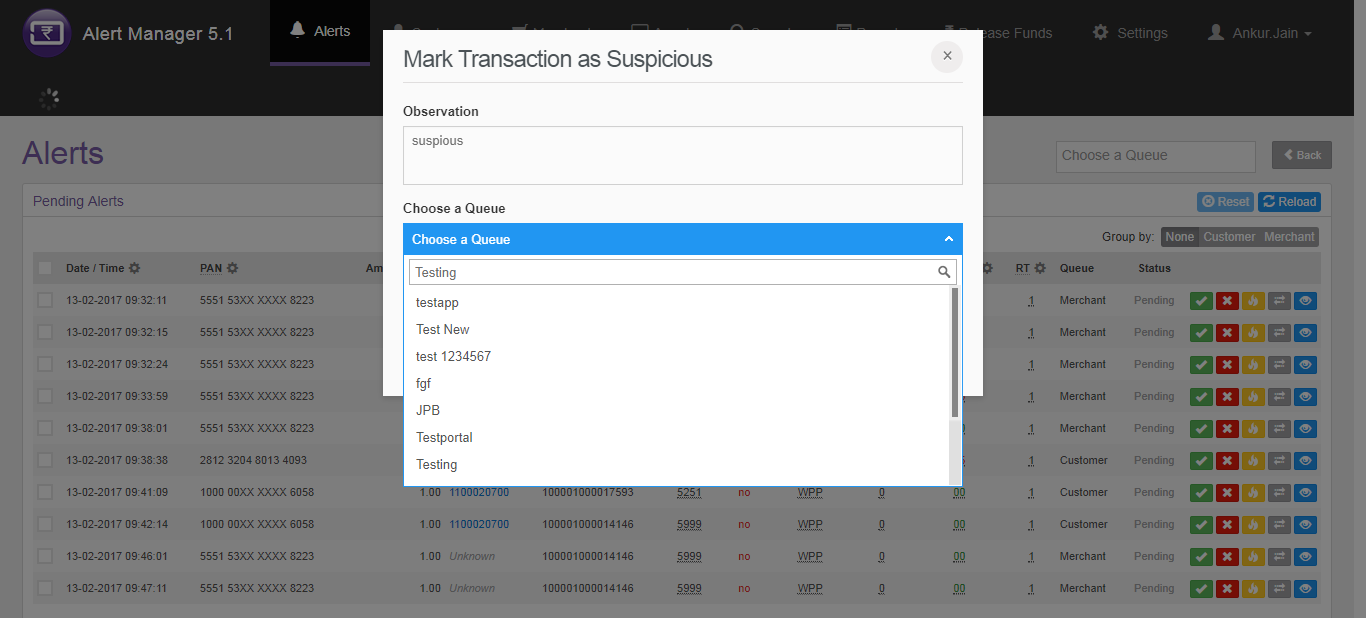 Alert Manager 5.1
Alerts
Release Funds
Settings
Ankur.Jain
Mark Transaction as Suspicious
Observation
suspious
Alerts
Choose a Queue
Back
Pending Alerts
Reset
Reload
Choose a Queue
Choose a Queue
Testing
testapp
Test New
test 1234567
fgf
JPB
Testportal
Testing
Group by: None Customer Merchant
Date / Time PAN Am RT Queue Status
13-02-2017 09:32:11 5551 53XX XXXX 8223 1 Merchant Pending
13-02-2017 09:32:15 5551 53XX XXXX 8223 1 Merchant Pending
13-02-2017 09:32:24 5551 53XX XXXX 8223 1 Merchant Pending
13-02-2017 09:33:59 5551 53XX XXXX 8223 1 Merchant Pending
13-02-2017 09:38:01 5551 53XX XXXX 8223 1 Merchant Pending
13-02-2017 09:38:38 2812 3204 8013 4093 1 Customer Pending
13-02-2017 09:41:09 1000 00XX XXXX 6058 1.00 1100020700 100001000017593 5251 no WPP 0 00 1 Customer Pending
13-02-2017 09:42:14 1000 00XX XXXX 6058 1.00 1100020700 100001000014146 5999 no WPP 0 00 1 Customer Pending
13-02-2017 09:46:01 5551 53XX XXXX 8223 1.00 Unknown 100001000014146 5999 no WPP 0 00 1 Merchant Pending
13-02-2017 09:47:11 5551 53XX XXXX 8223 1.00 Unknown 100001000014146 5999 no WPP 0 00 1 Merchant Pending